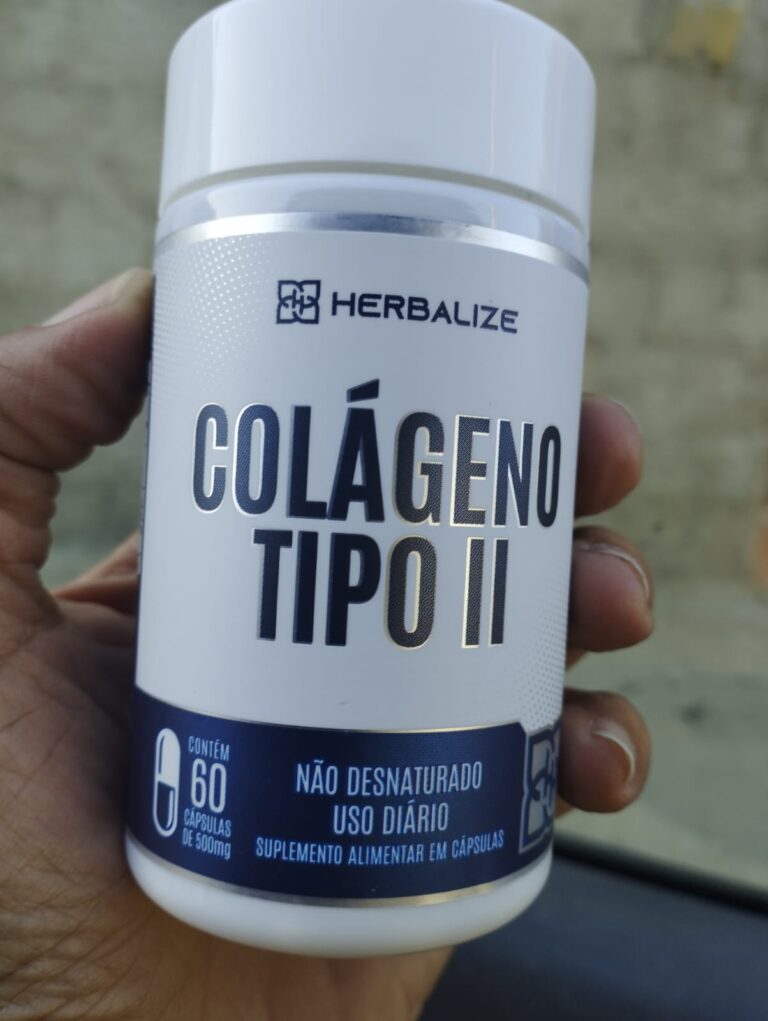 HERBALIZE
COLÁGENO
TIPO II
CONTÉM
60
CÁPSULAS
DE 500mg
NÃO DESNATURADO
USO DIÁRIO
SUPLEMENTO ALIMENTAR EM CÁPSULAS